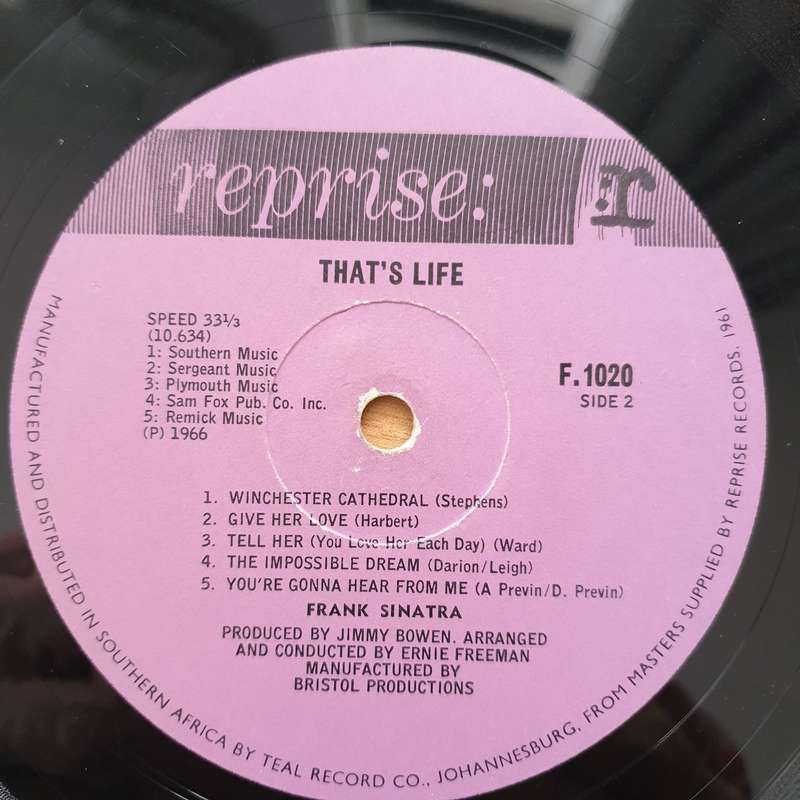 reprise: :r
THAT'S LIFE
SPEED 33⅓
(10.634)
1: Southern Music
2: Sergeant Music
3: Plymouth Music
4: Sam Fox Pub. Co. Inc.
5: Remick Music
(P) 1966
F.1020
SIDE 2
1. WINCHESTER CATHEDRAL (Stephens)
2. GIVE HER LOVE (Harbert)
3. TELL HER (You Love Her Each Day) (Ward)
4. THE IMPOSSIBLE DREAM (Darion/Leigh)
5. YOU'RE GONNA HEAR FROM ME (A Previn/D. Previn)
FRANK SINATRA
PRODUCED BY JIMMY BOWEN. ARRANGED
AND CONDUCTED BY ERNIE FREEMAN
MANUFACTURED BY
BRISTOL PRODUCTIONS
MANUFACTURED AND DISTRIBUTED IN SOUTHERN AFRICA BY TEAL RECORD CO., JOHANNESBURG, FROM MASTERS SUPPLIED BY REPRISE RECORDS. 1961